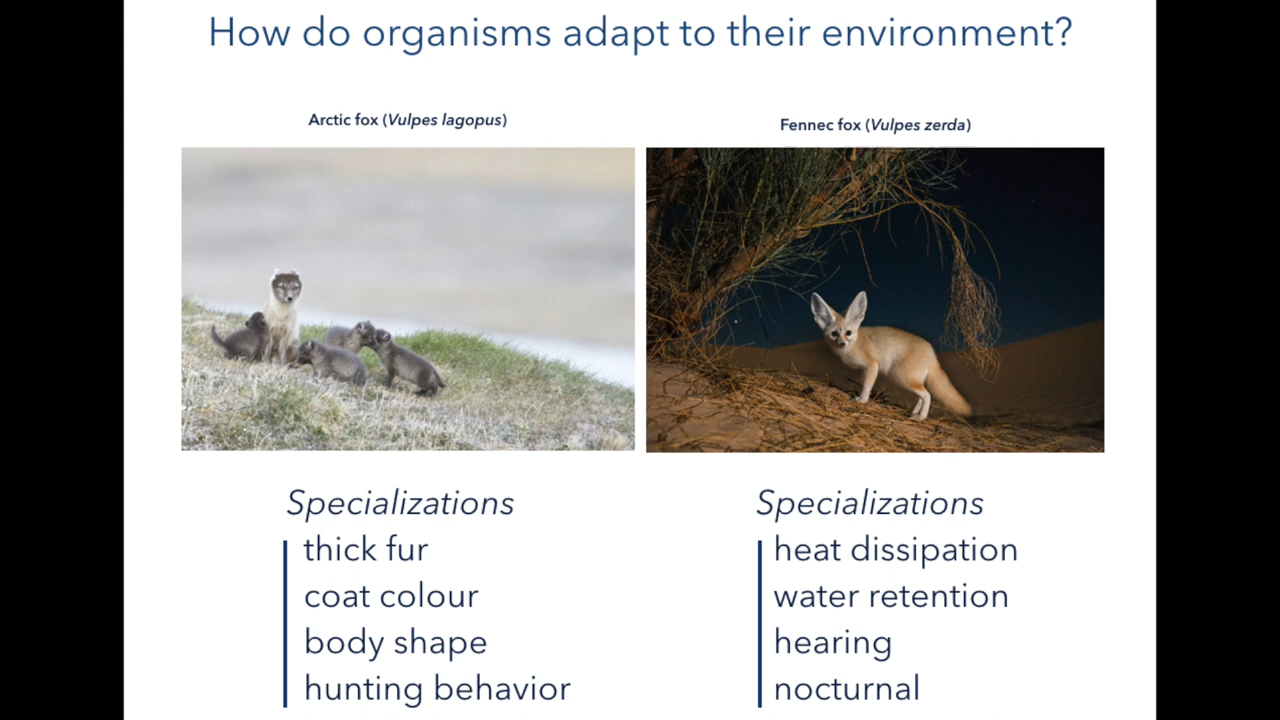 How do organisms adapt to their environment?
Arctic fox (Vulpes lagopus)
Fennec fox (Vulpes zerda)
Specializations
thick fur
coat colour
body shape
hunting behavior
Specializations
heat dissipation
water retention
hearing
nocturnal